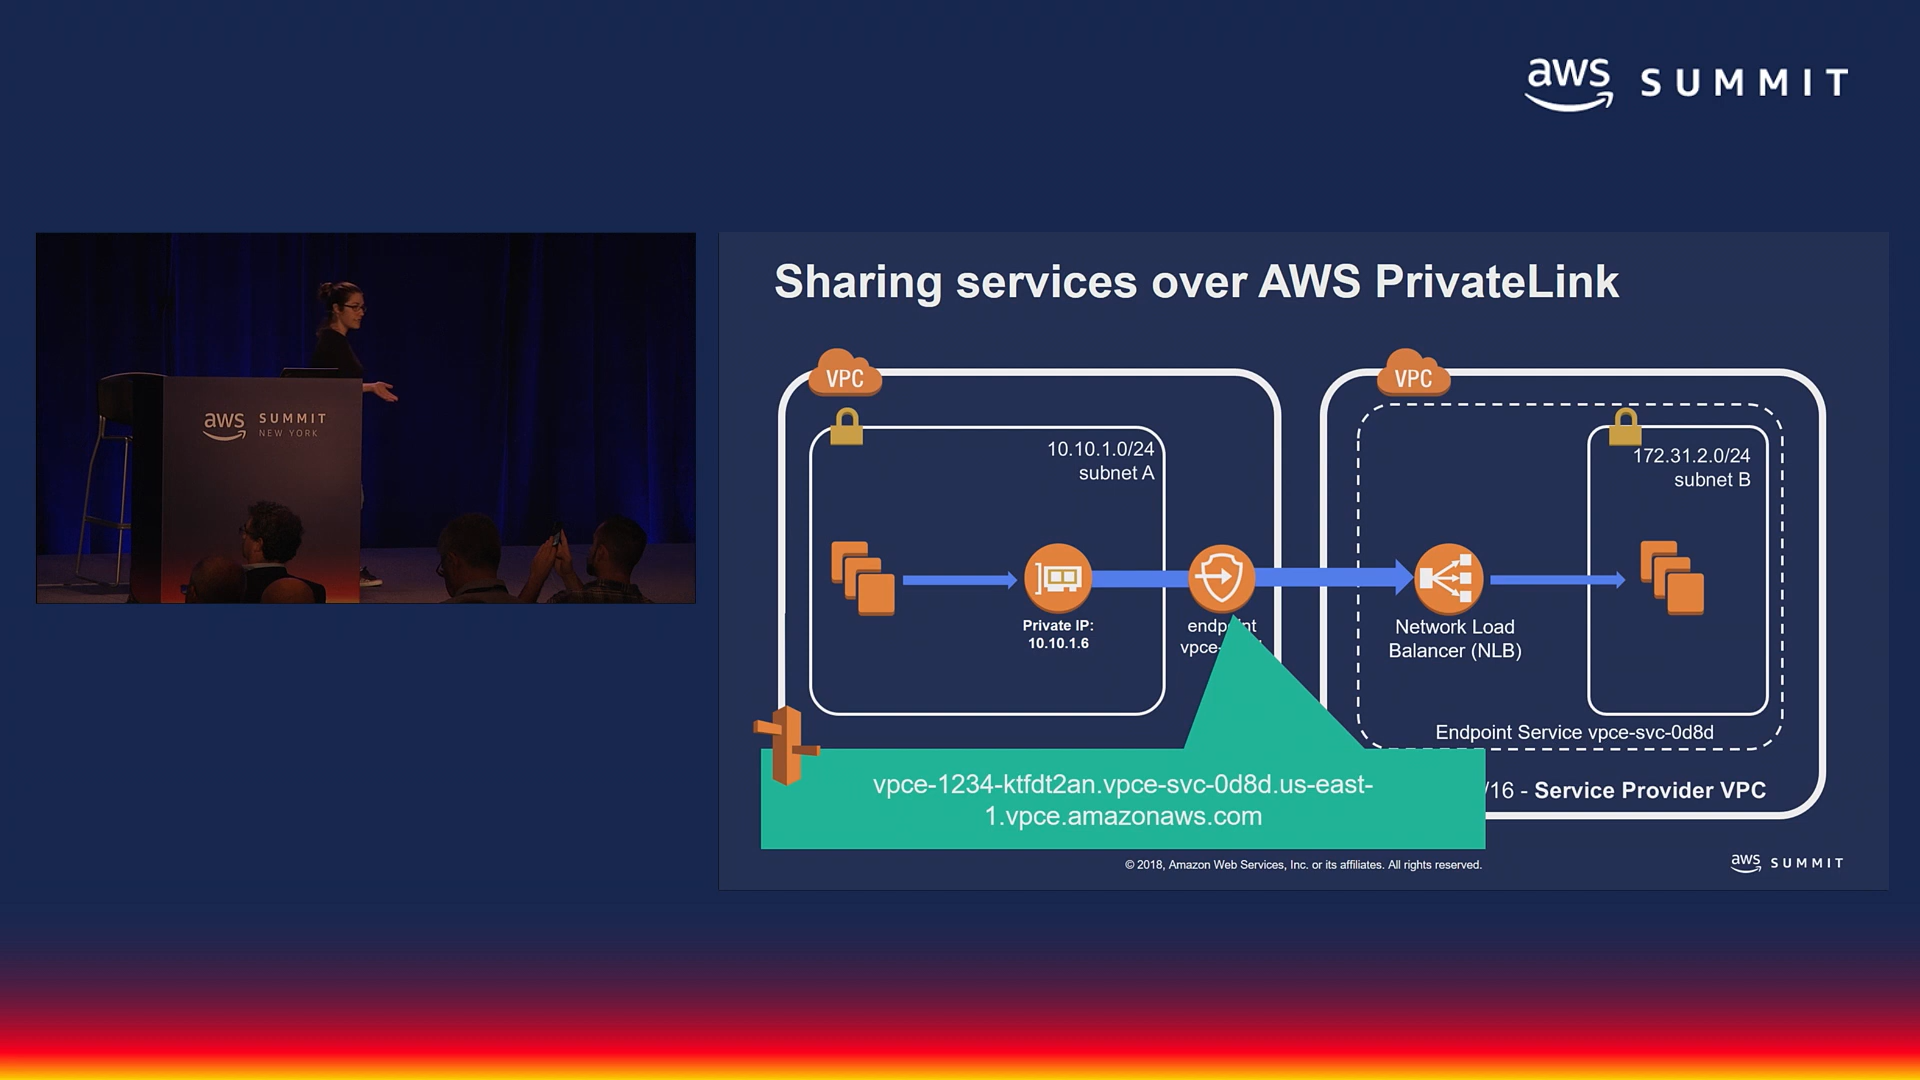 aws SUMMIT
aws SUMMIT
NEW YORK
Sharing services over AWS PrivateLink
VPC
VPC
10.10.1.0/24
subnet A
172.31.2.0/24
subnet B
Private IP:
10.10.1.6
vpce-
Network Load
Balancer (NLB)
Endpoint Service vpce-svc-0d8d
vpce-1234-ktfdt2an.vpce-svc-0d8d.us-east-
1.vpce.amazonaws.com
/16 - Service Provider VPC
© 2018, Amazon Web Services, Inc. or its affiliates. All rights reserved.
aws SUMMIT